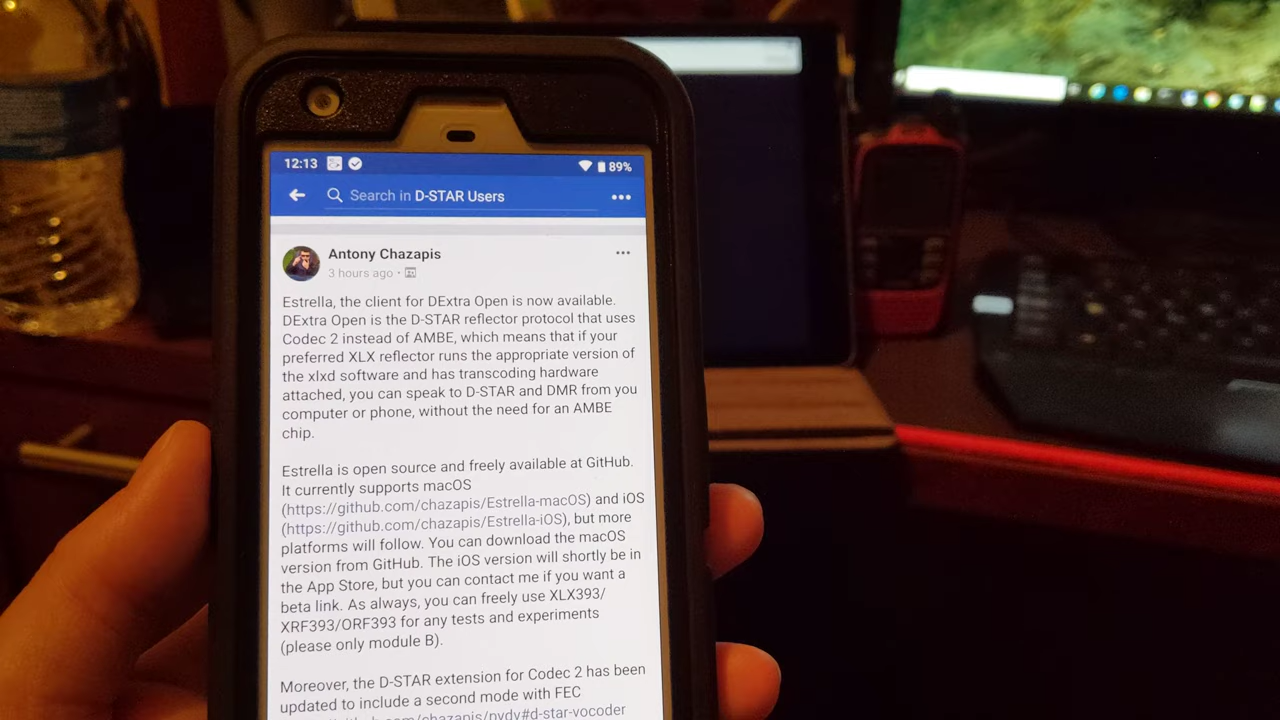 12:13
89%
Search in D-STAR Users
Antony Chazapis
3 hours ago
Estrella, the client for DExtra Open is now available.
DExtra Open is the D-STAR reflector protocol that uses
Codec 2 instead of AMBE, which means that if your
preferred XLX reflector runs the appropriate version of
the xlxd software and has transcoding hardware
attached, you can speak to D-STAR and DMR from you
computer or phone, without the need for an AMBE
chip.
Estrella is open source and freely available at GitHub.
It currently supports macOS
(https://github.com/chazapis/Estrella-macOS) and iOS
(https://github.com/chazapis/Estrella-iOS), but more
platforms will follow. You can download the macOS
version from GitHub. The iOS version will shortly be in
the App Store, but you can contact me if you want a
beta link. As always, you can freely use XLX393/
XRF393/ORF393 for any tests and experiments
(please only module B).
Moreover, the D-STAR extension for Codec 2 has been
updated to include a second mode with FEC
github.com/chazapis/pydv#d-star-vocoder